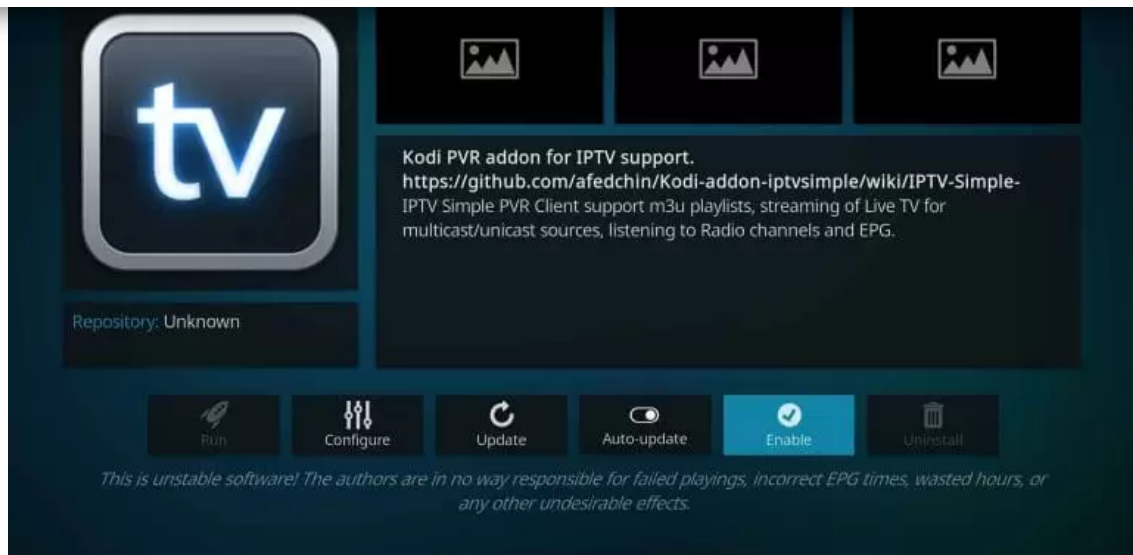 tv
Kodi PVR addon for IPTV support.
https://github.com/afedchin/Kodi-addon-iptvsimple/wiki/IPTV-Simple-
IPTV Simple PVR Client support m3u playlists, streaming of Live TV for
multicast/unicast sources, listening to Radio channels and EPG.
Repository: Unknown
Run
Configure
Update
Auto-update
Enable
Uninstall
This is unstable software! The authors are in no way responsible for failed playings, incorrect EPG times, wasted hours, or
any other undesirable effects.